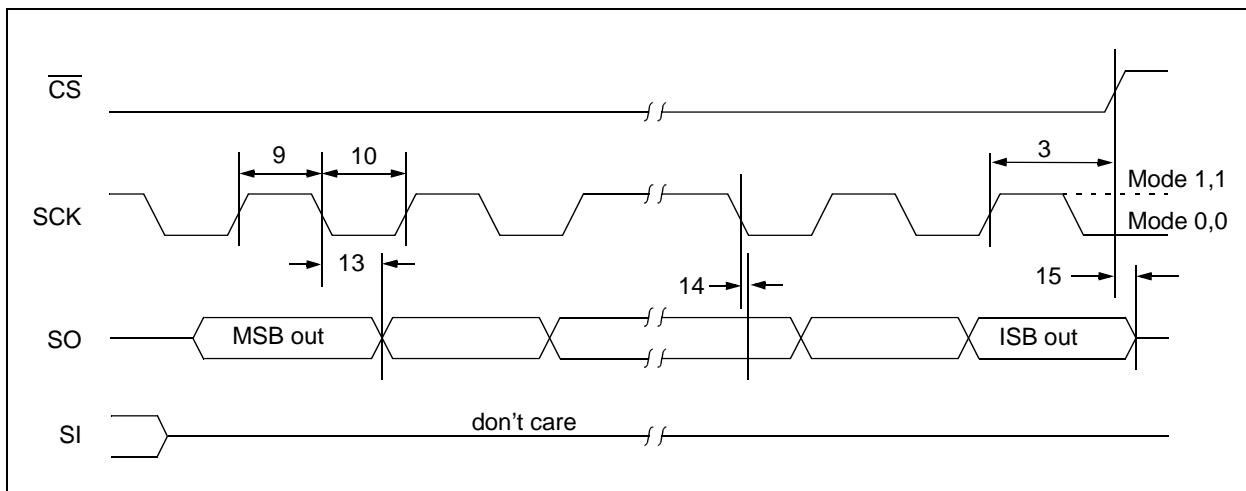 CS
9
10
3
Mode 1,1
SCK
Mode 0,0
13
14
15
SO
MSB out
ISB out
SI
don't care